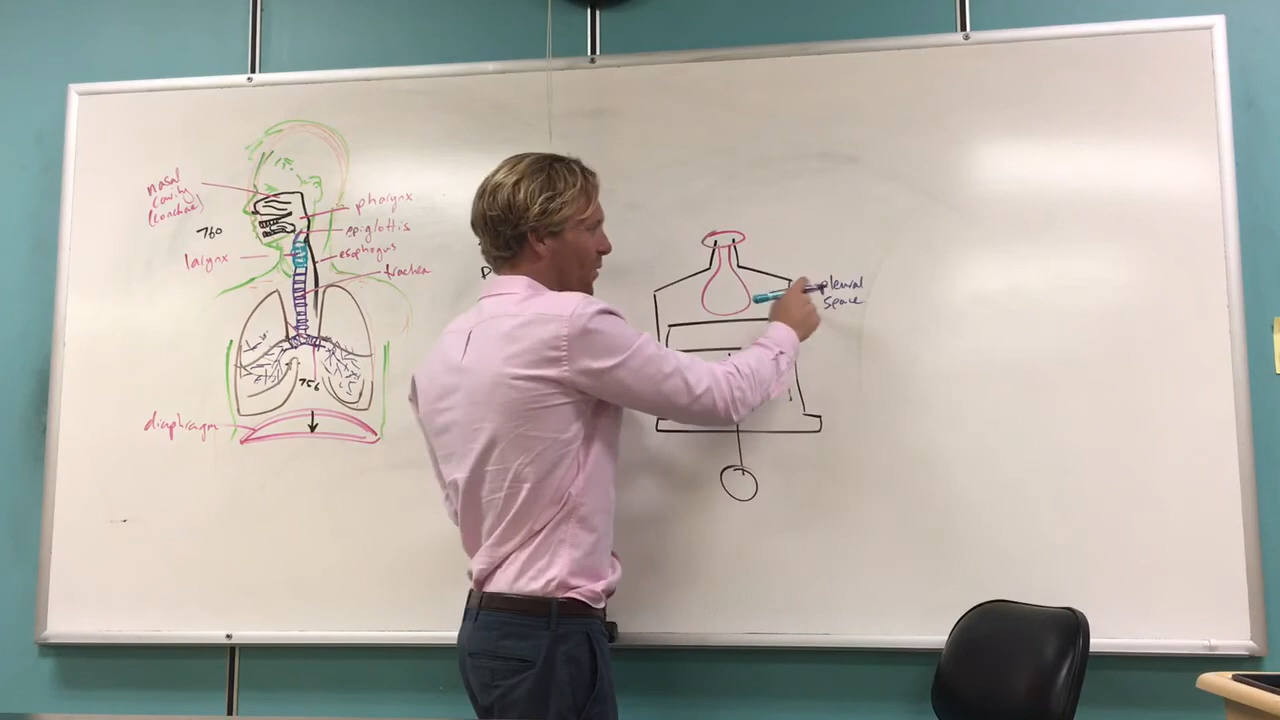 nasal
cavity
(conchae)
760
larynx
pharynx
epiglottis
esophagus
trachea
756
diaphragm
P
pleural
space